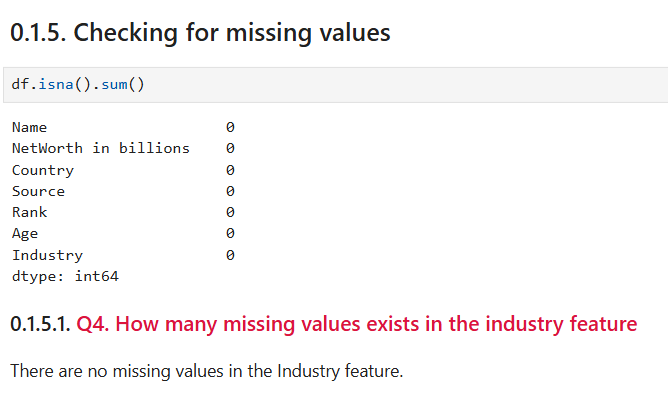 0.1.5. Checking for missing values
df.isna().sum()
Name 0
NetWorth in billions 0
Country 0
Source 0
Rank 0
Age 0
Industry 0
dtype: int64
0.1.5.1. Q4. How many missing values exists in the industry feature
There are no missing values in the Industry feature.